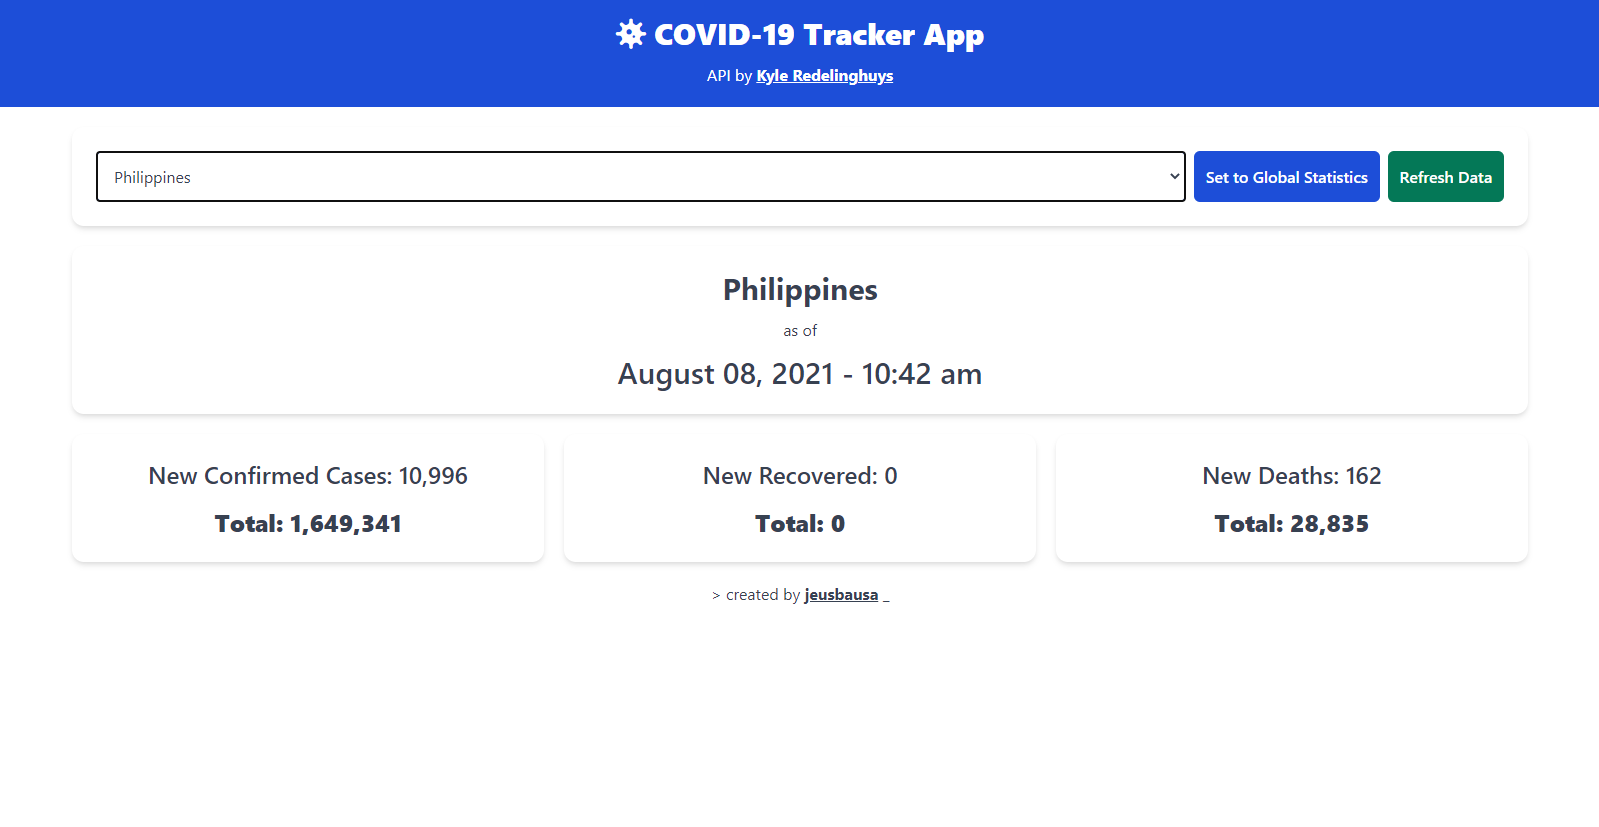 COVID-19 Tracker App
API by Kyle Redelinghuys
Philippines Set to Global Statistics Refresh Data
Philippines
as of
August 08, 2021 - 10:42 am
New Confirmed Cases: 10,996
Total: 1,649,341
New Recovered: 0
Total: 0
New Deaths: 162
Total: 28,835
> created by jeusbausa _